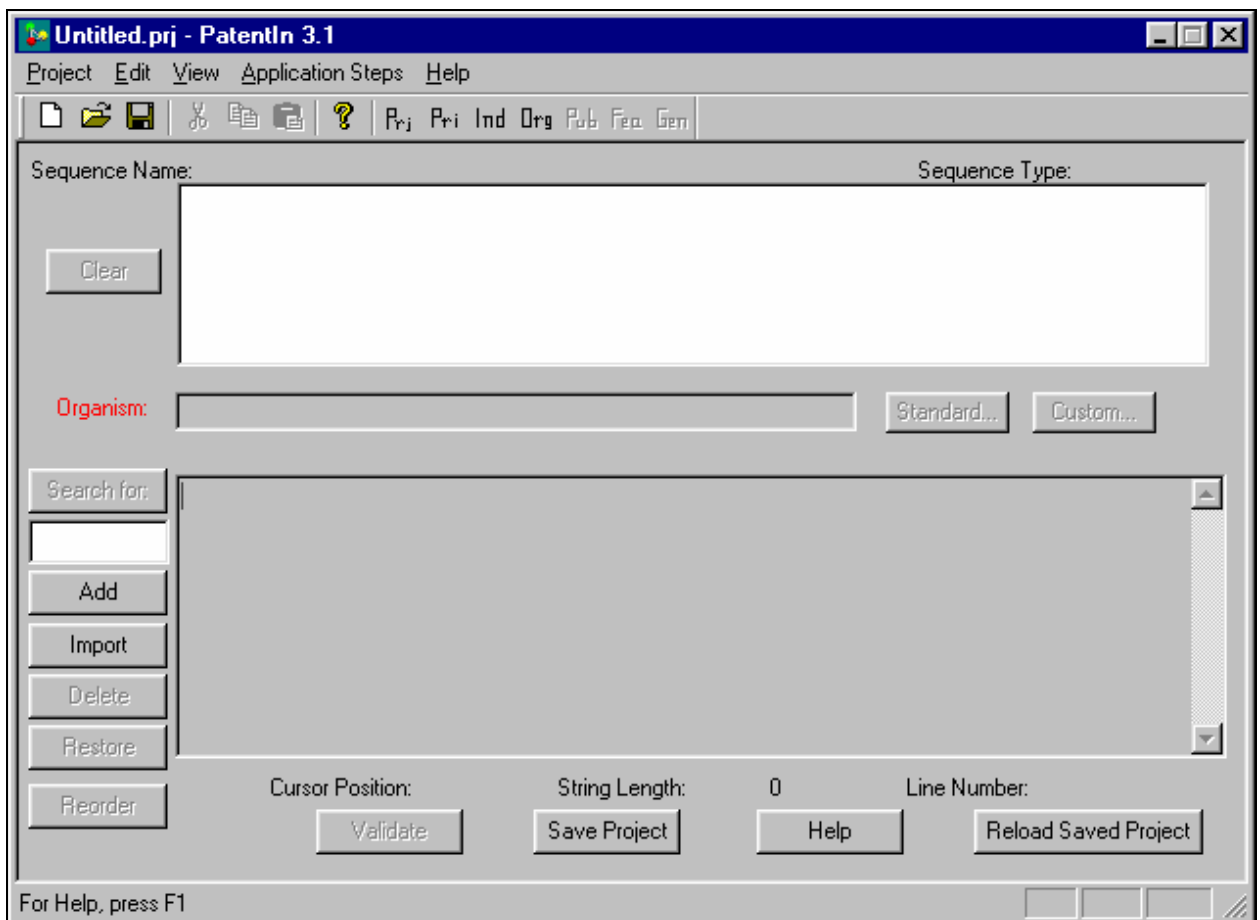 Untitled.prj - PatentIn 3.1
Project Edit View Application Steps Help
Prj Pri Ind Org Pub Fea Gen
Sequence Name: Sequence Type:
Clear
Organism: Standard... Custom...
Search for:
Add
Import
Delete
Restore
Reorder
Cursor Position: String Length: 0 Line Number:
Validate Save Project Help Reload Saved Project
For Help, press F1